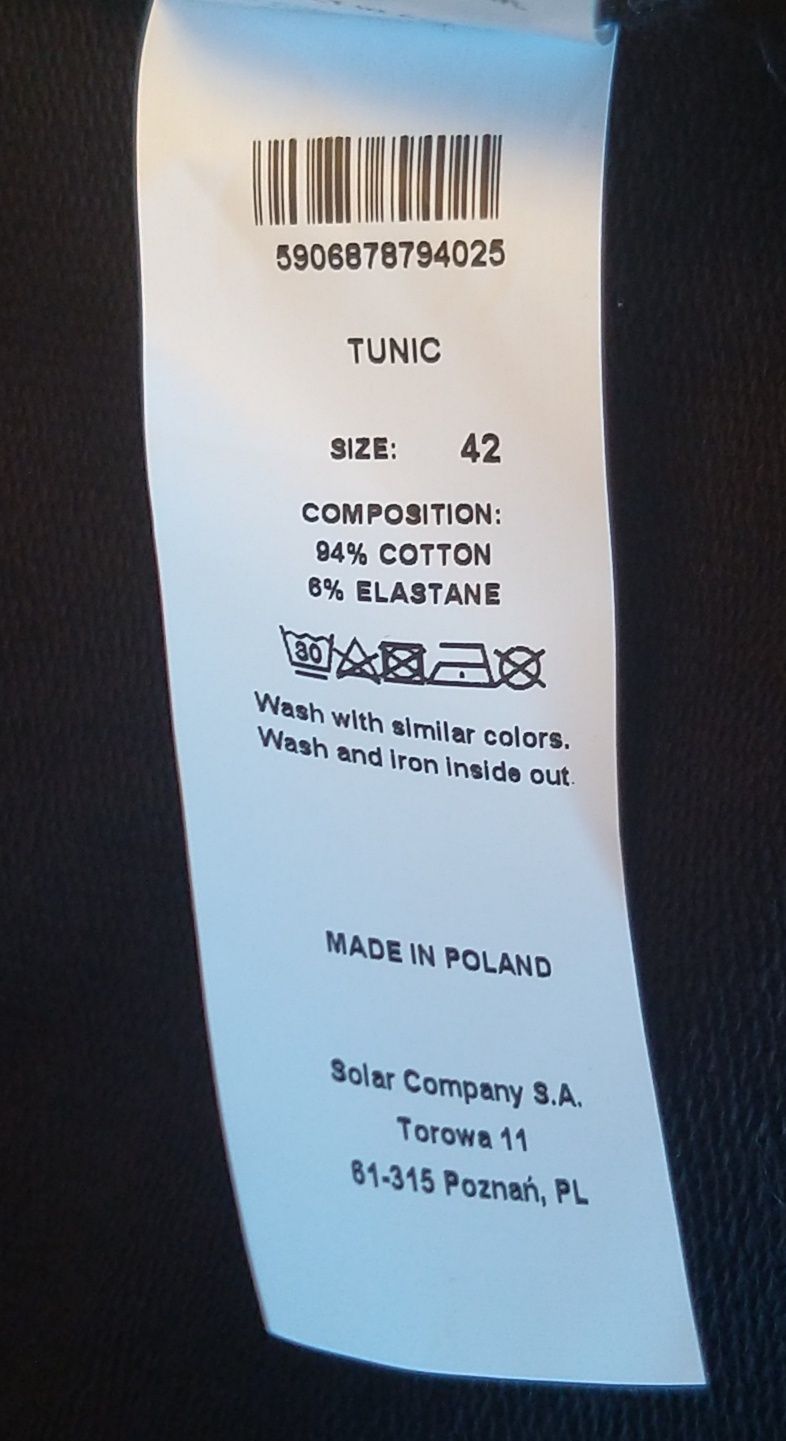 5906878794025
TUNIC
SIZE: 42
COMPOSITION:
94% COTTON
6% ELASTANE
30
Wash with similar colors.
Wash and iron inside out.
MADE IN POLAND
Solar Company S.A.
Torowa 11
61-315 Poznań, PL